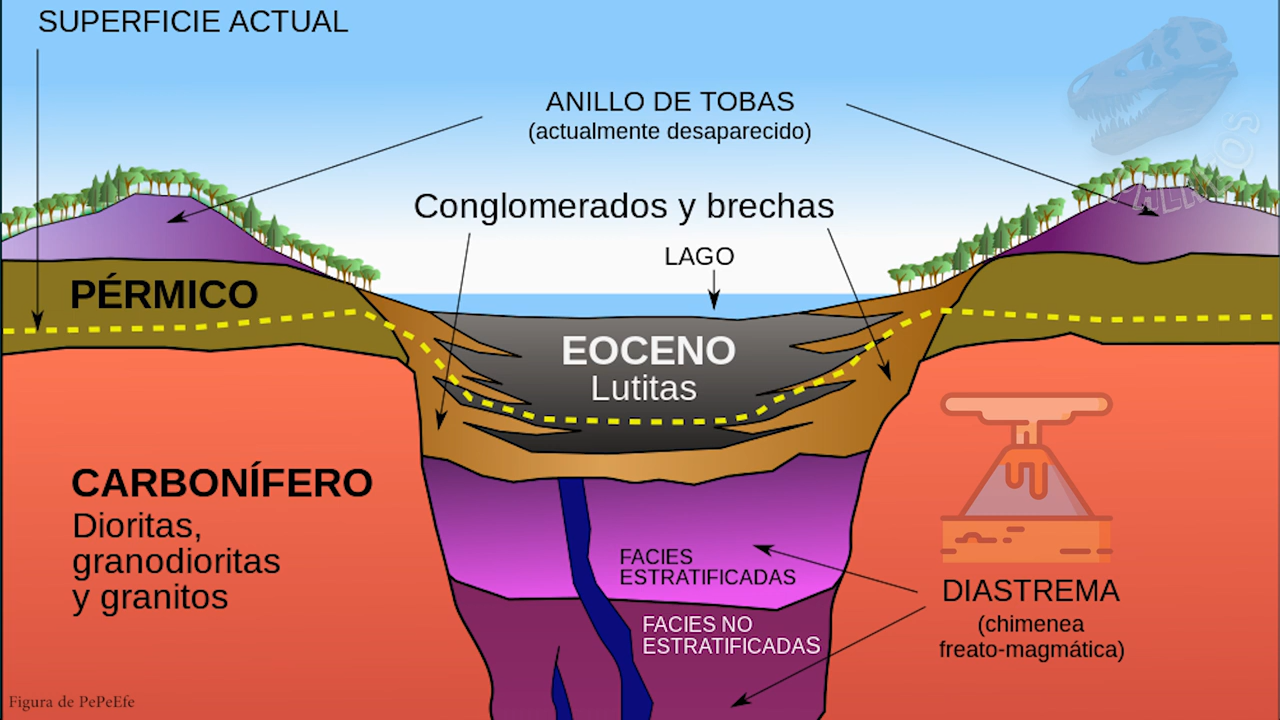 SUPERFICIE ACTUAL
ANILLO DE TOBAS
(actualmente desaparecido)
Conglomerados y brechas
LAGO
PÉRMICO
EOCENO
Lutitas
CARBONÍFERO
Dioritas,
granodioritas
y granitos
FACIES
ESTRATIFICADAS
FACIES NO
ESTRATIFICADAS
DIASTREMA
(chimenea
freato-magmática)
Figura de PePeEfe